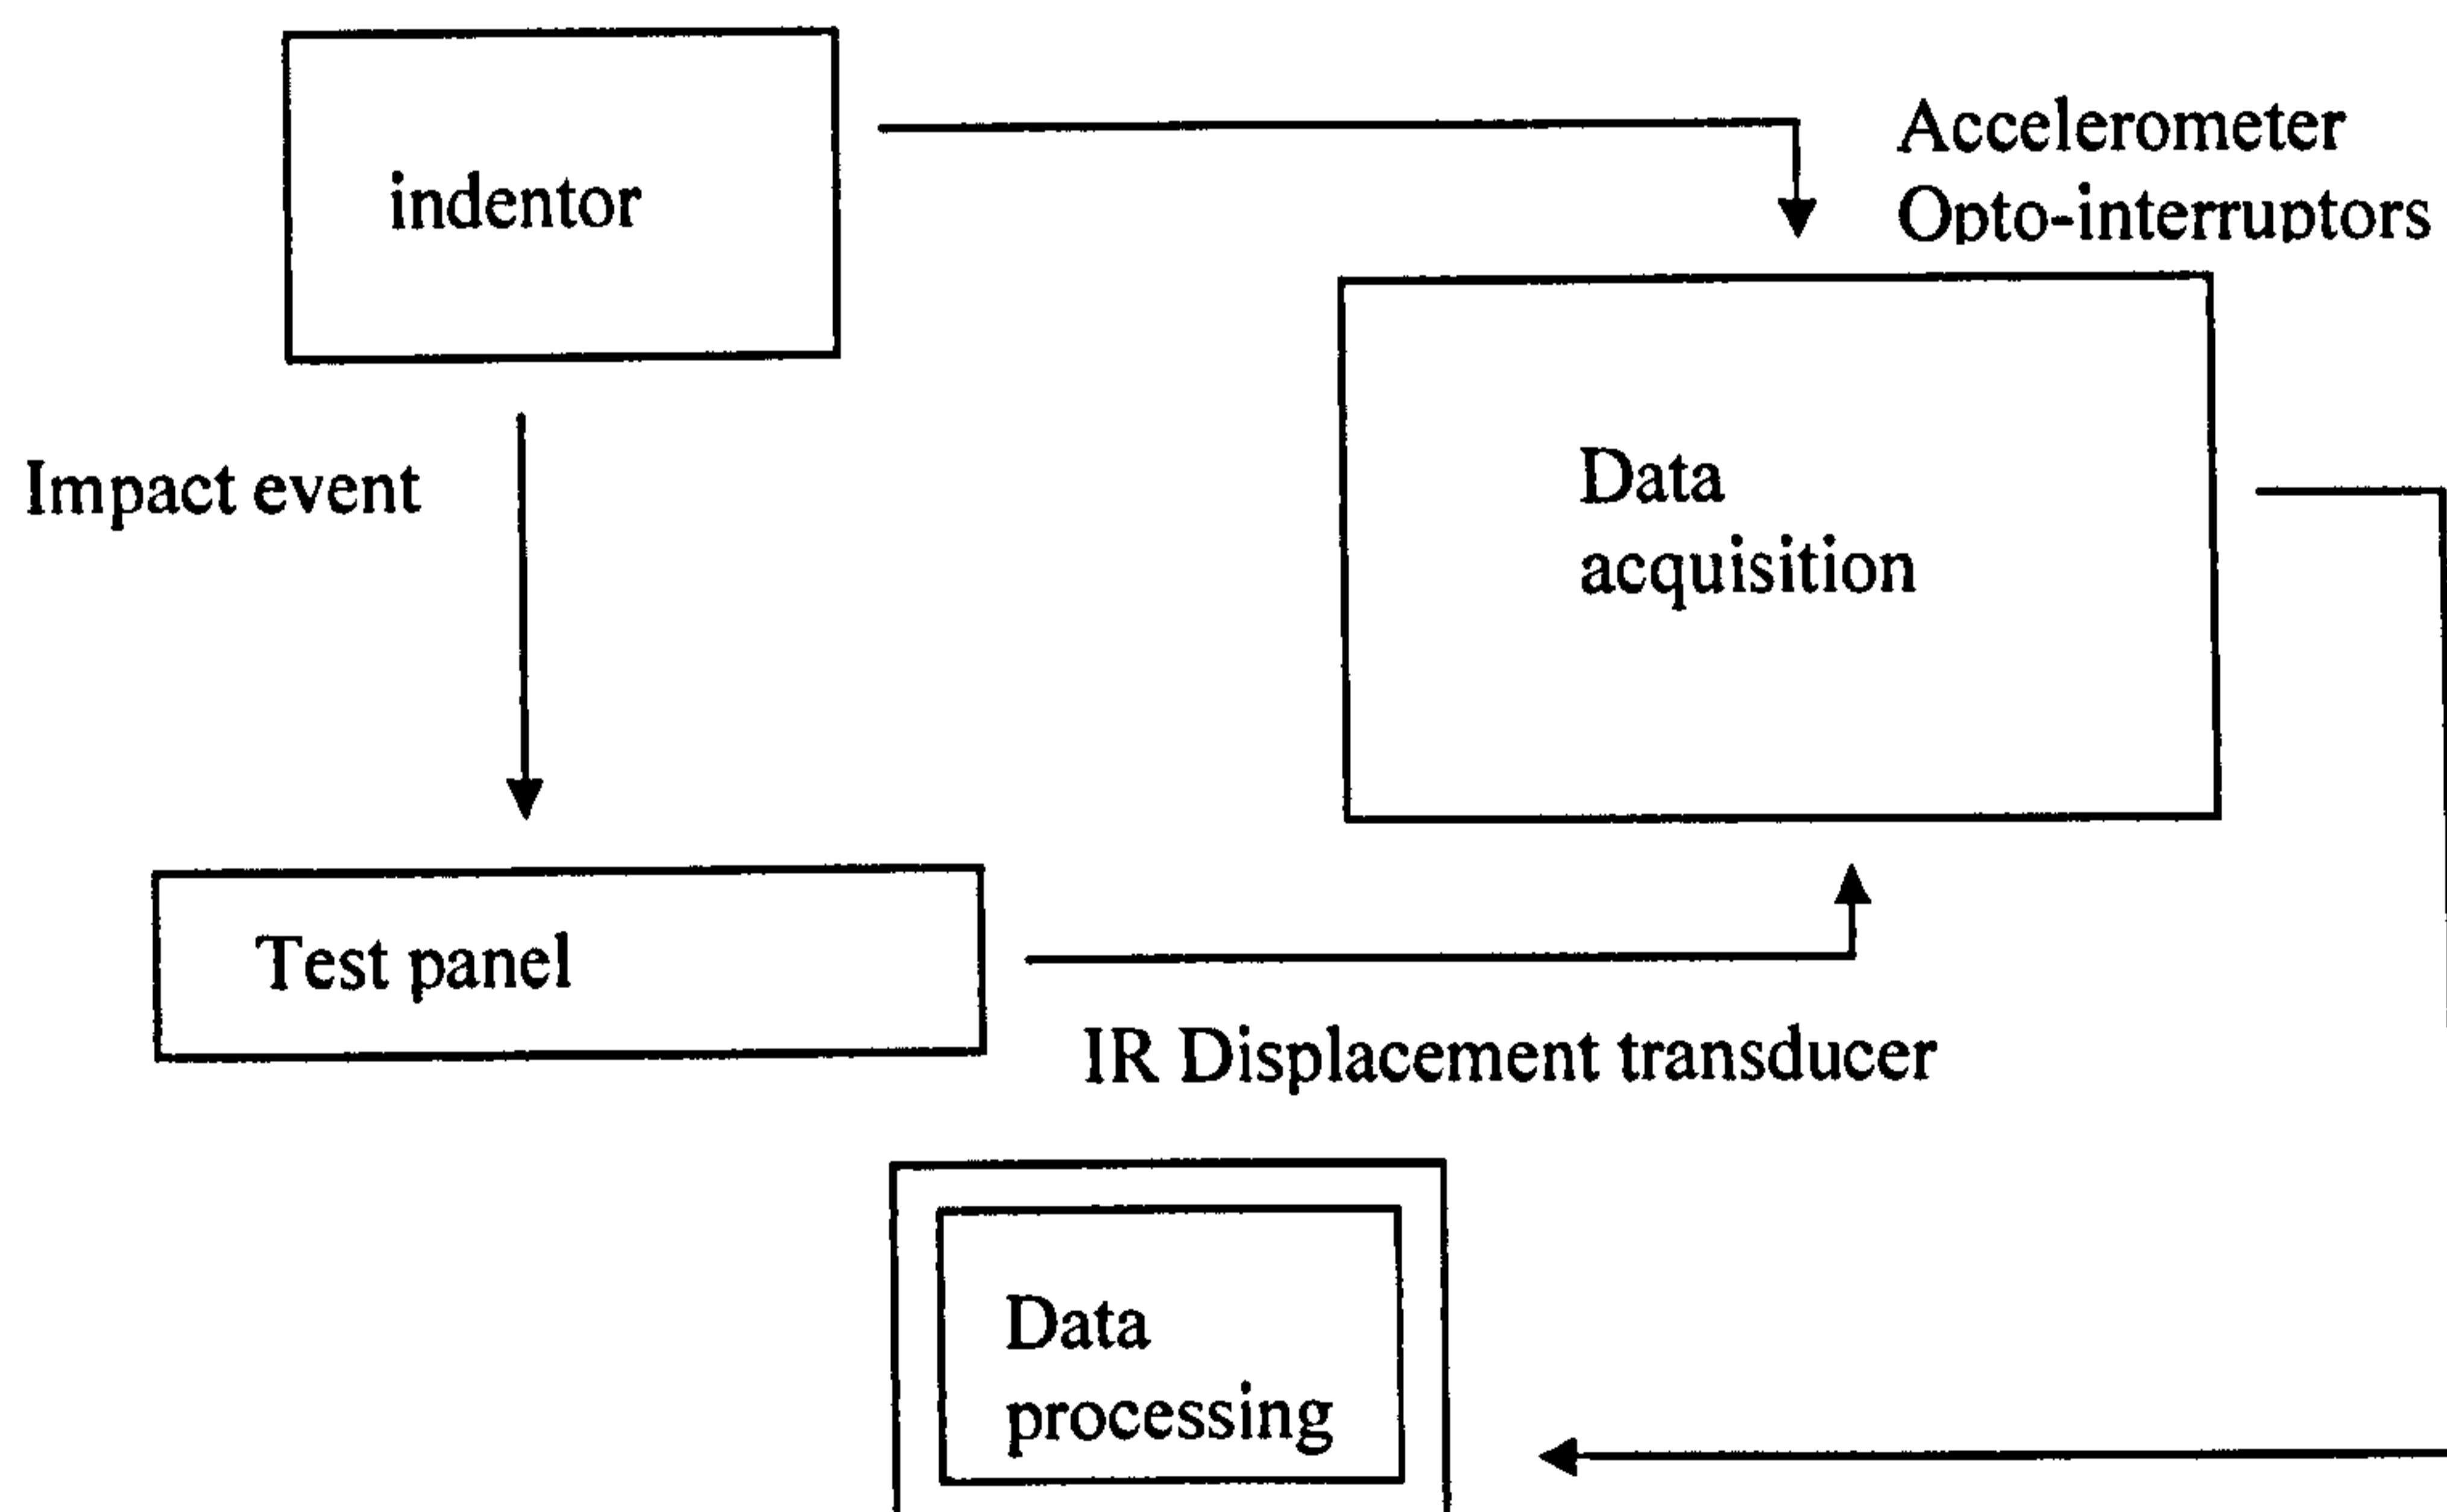 indentor
Accelerometer
Opto-interruptors
Impact event
Data
acquisition
Test panel
IR Displacement transducer
Data
processing